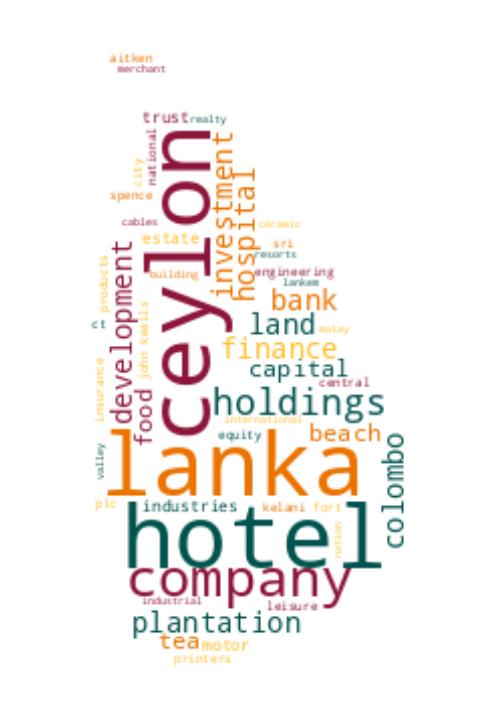 aitken
merchant
trust
realty
national
city
ceylon
investment
hospital
spence
cables
ceramic
estate
sri
resorts
building
engineering
lankem
products
development
john keells
bank
ct
land
malay
finance
capital
central
insurance
food
holdings
international
equity
beach
lanka
valley
colombo
plc
industries
kelani
fort
hotel
nation
company
industrial
leisure
plantation
tea
motor
printers